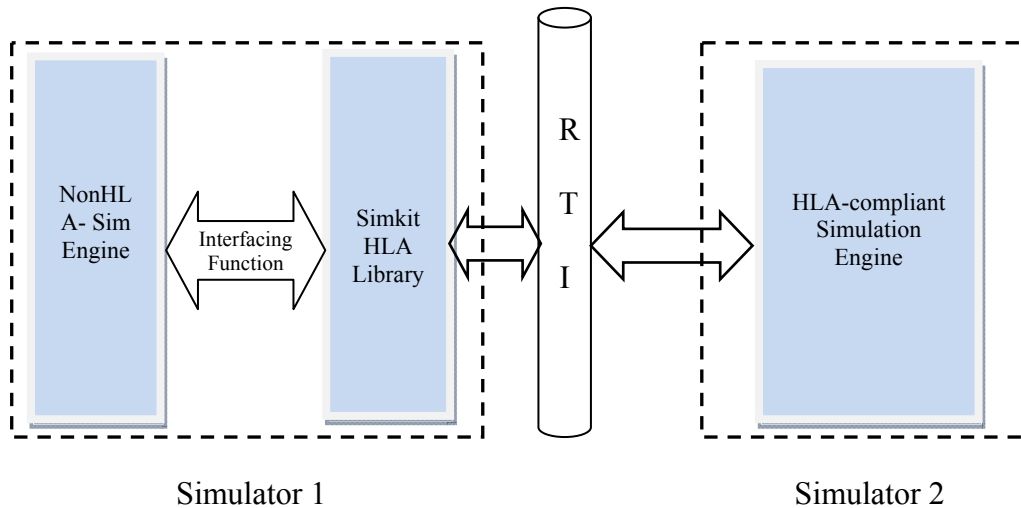 NonHL
A- Sim
Engine
Interfacing
Function
Simkit
HLA
Library
R
T
I
HLA-compliant
Simulation
Engine
Simulator 1
Simulator 2